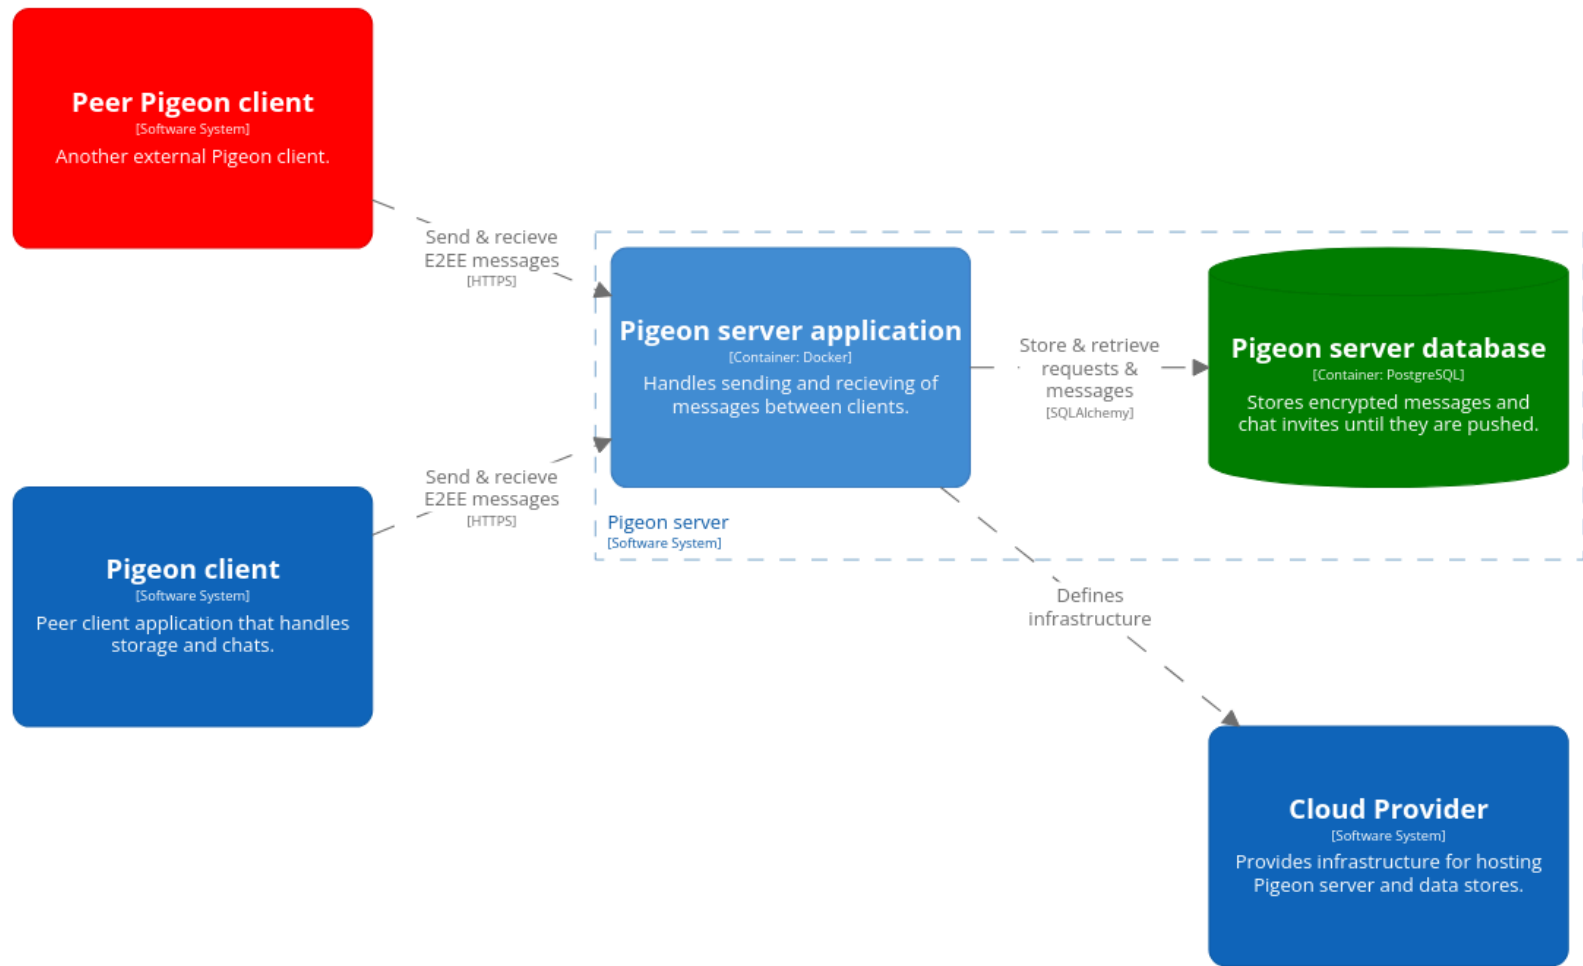 Peer Pigeon client
[Software System]
Another external Pigeon client.
Send & recieve
E2EE messages
[HTTPS]
Pigeon server application
[Container: Docker]
Handles sending and recieving of
messages between clients.
Store & retrieve
requests &
messages
[SQLAlchemy]
Pigeon server database
[Container: PostgreSQL]
Stores encrypted messages and
chat invites until they are pushed.
Send & recieve
E2EE messages
[HTTPS]
Pigeon server
[Software System]
Pigeon client
[Software System]
Peer client application that handles
storage and chats.
Defines
infrastructure
Cloud Provider
[Software System]
Provides infrastructure for hosting
Pigeon server and data stores.